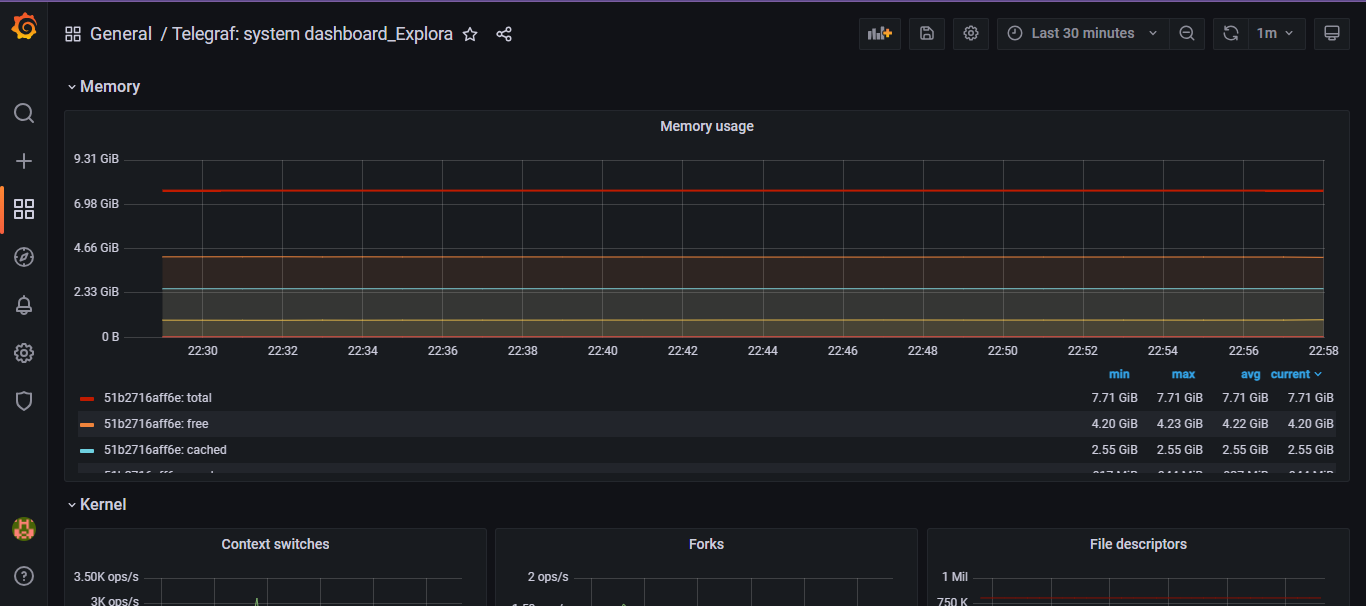 General / Telegraf: system dashboard_Explora
Last 30 minutes
1m
Memory
Memory usage
9.31 GiB
6.98 GiB
4.66 GiB
2.33 GiB
0 B
22:30 22:32 22:34 22:36 22:38 22:40 22:42 22:44 22:46 22:48 22:50 22:52 22:54 22:56 22:58
min max avg current
51b2716aff6e: total 7.71 GiB 7.71 GiB 7.71 GiB 7.71 GiB
51b2716aff6e: free 4.20 GiB 4.23 GiB 4.22 GiB 4.20 GiB
51b2716aff6e: cached 2.55 GiB 2.55 GiB 2.55 GiB 2.55 GiB
Kernel
Context switches Forks File descriptors
3.50K ops/s 2 ops/s 1 Mil
3K ops/s 750 K